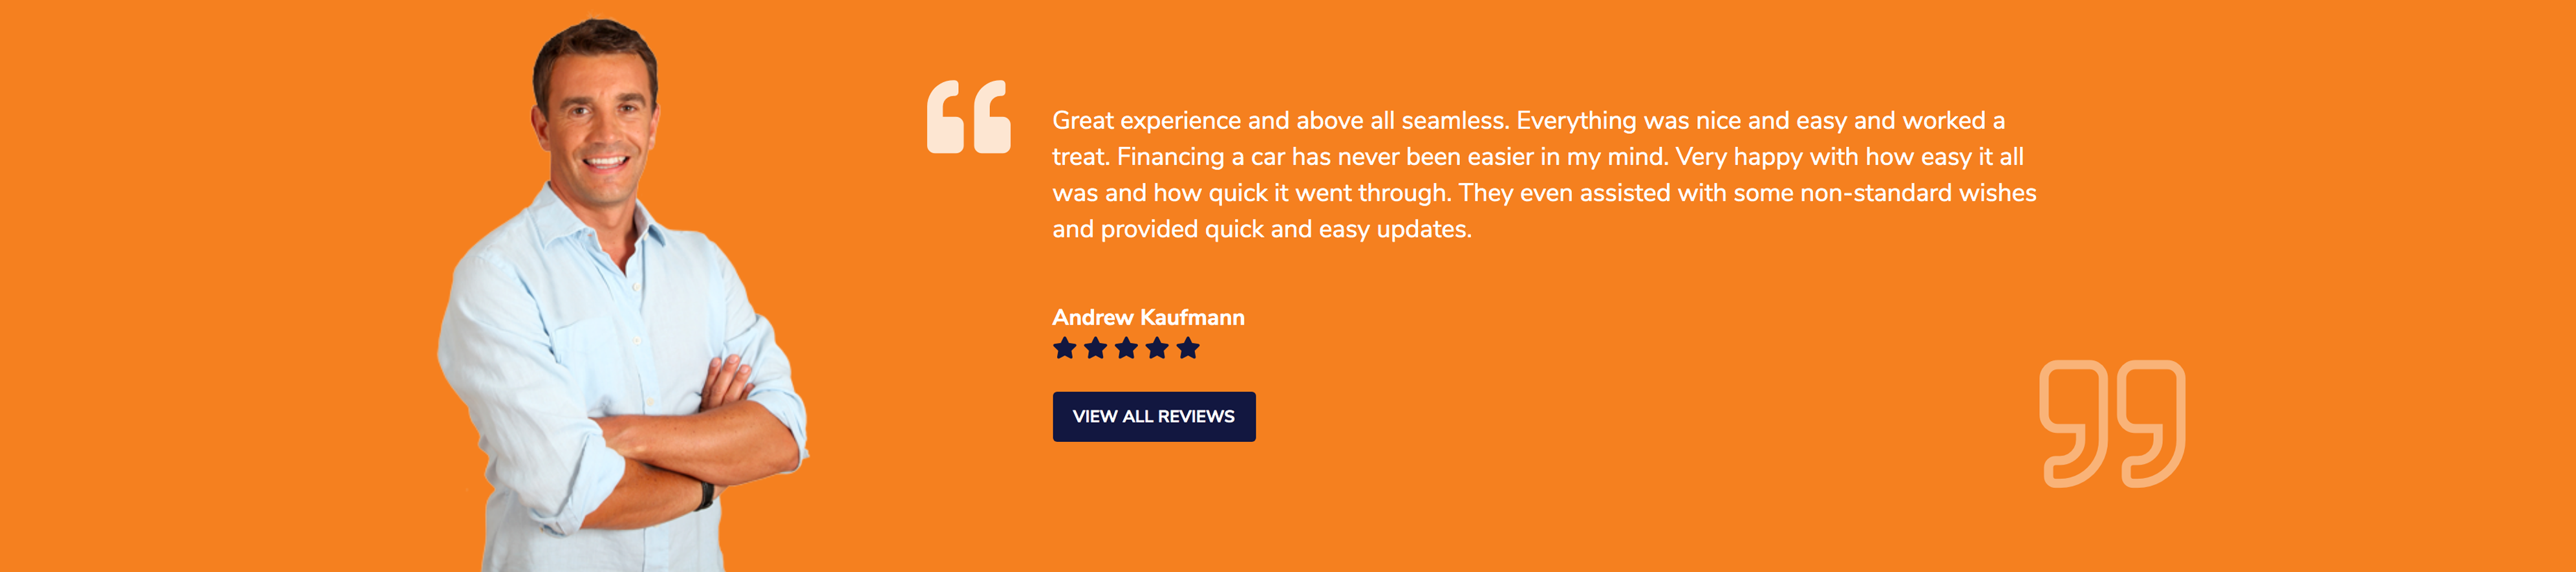 Great experience and above all seamless. Everything was nice and easy and worked a
treat. Financing a car has never been easier in my mind. Very happy with how easy it all
was and how quick it went through. They even assisted with some non-standard wishes
and provided quick and easy updates.
Andrew Kaufmann
VIEW ALL REVIEWS